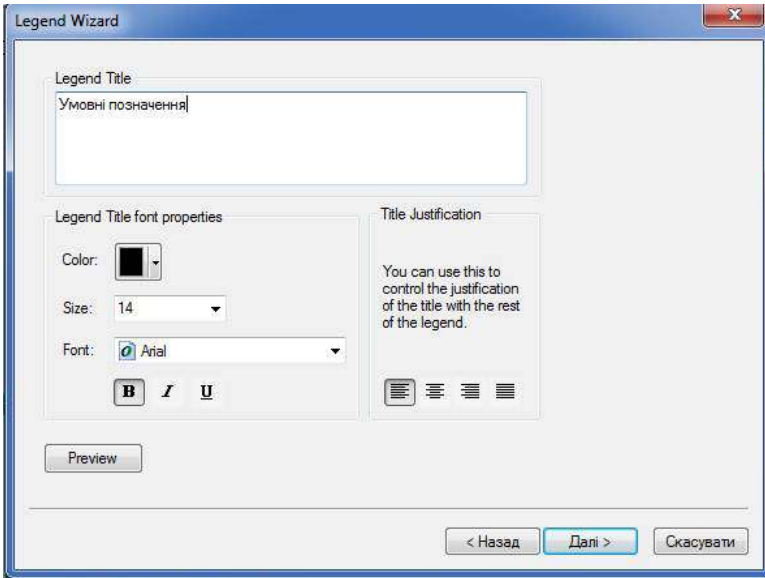 Legend Wizard
Legend Title
Умовні позначення
Legend Title font properties
Color:
Size: 14
Font: Arial
B I U
Title Justification
You can use this to
control the justification
of the title with the rest
of the legend.
Preview
< Назад Далі > Скасувати